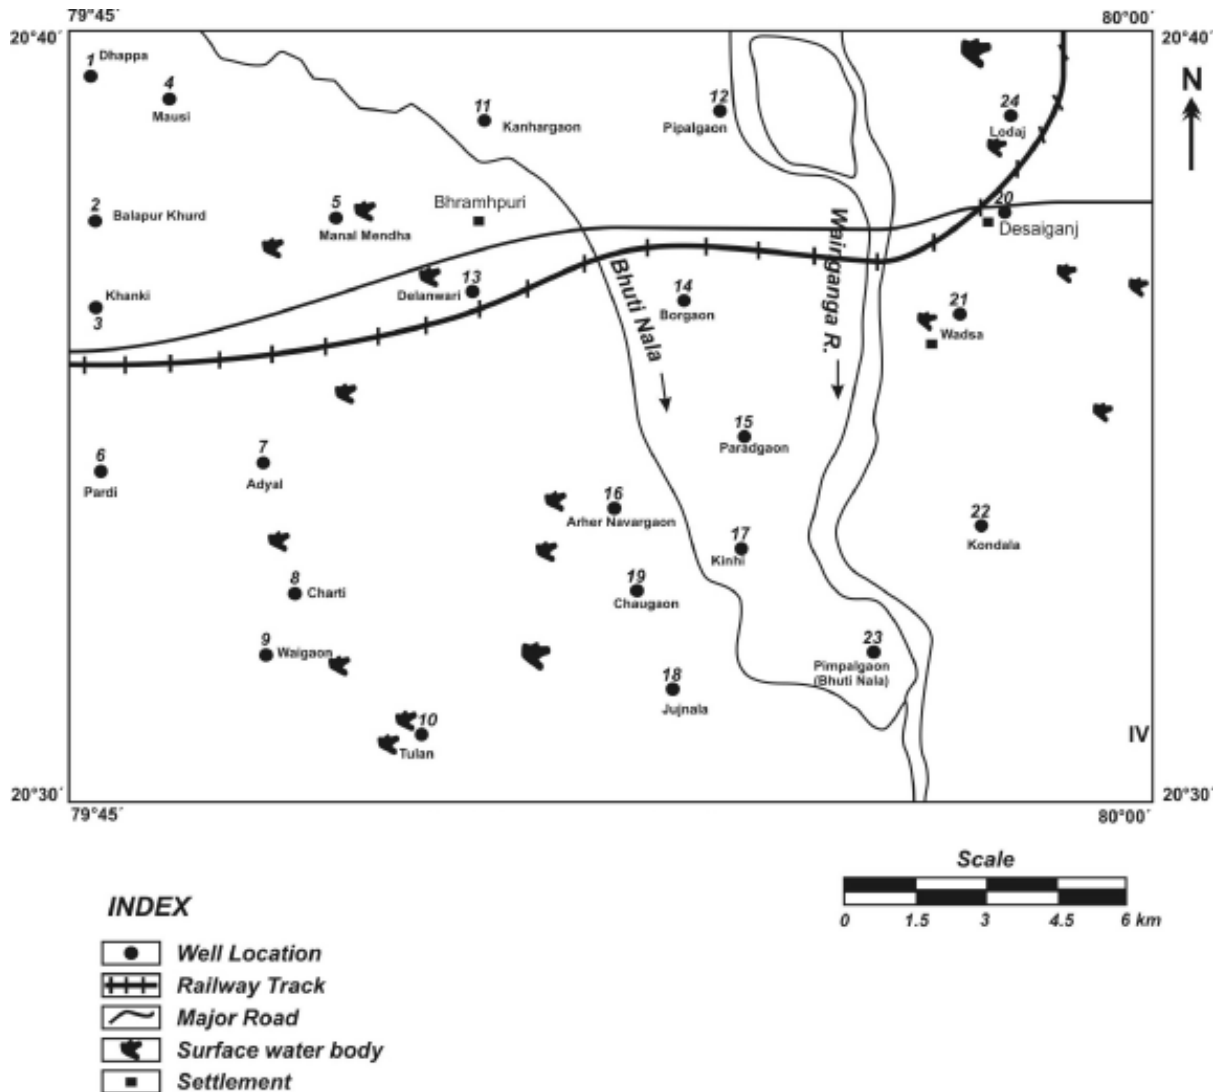 79°45´
80°00´
20°40´
20°40´
1
Dhappa
4
Mausi
11
Kanhargaon
12
Pipalgaon
24
Lodaj
N
2
Balapur Khurd
5
Manal Mendha
Bhramhpuri
20
Desaiganj
Khanki
3
Delanwari
13
Bhuti Nala
14
Borgaon
Wainganga R.
21
Wadsa
6
Pardi
7
Adyal
15
Paradgaon
16
Arher Navargaon
17
Kinhi
22
Kondala
8
Charti
19
Chaugaon
9
Waigaon
18
Jujnala
23
Pimpalgaon
(Bhuti Nala)
10
Tulan
IV
20°30´
20°30´
79°45´
80°00´
Scale
0 1.5 3 4.5 6 km
INDEX
Well Location
Railway Track
Major Road
Surface water body
Settlement